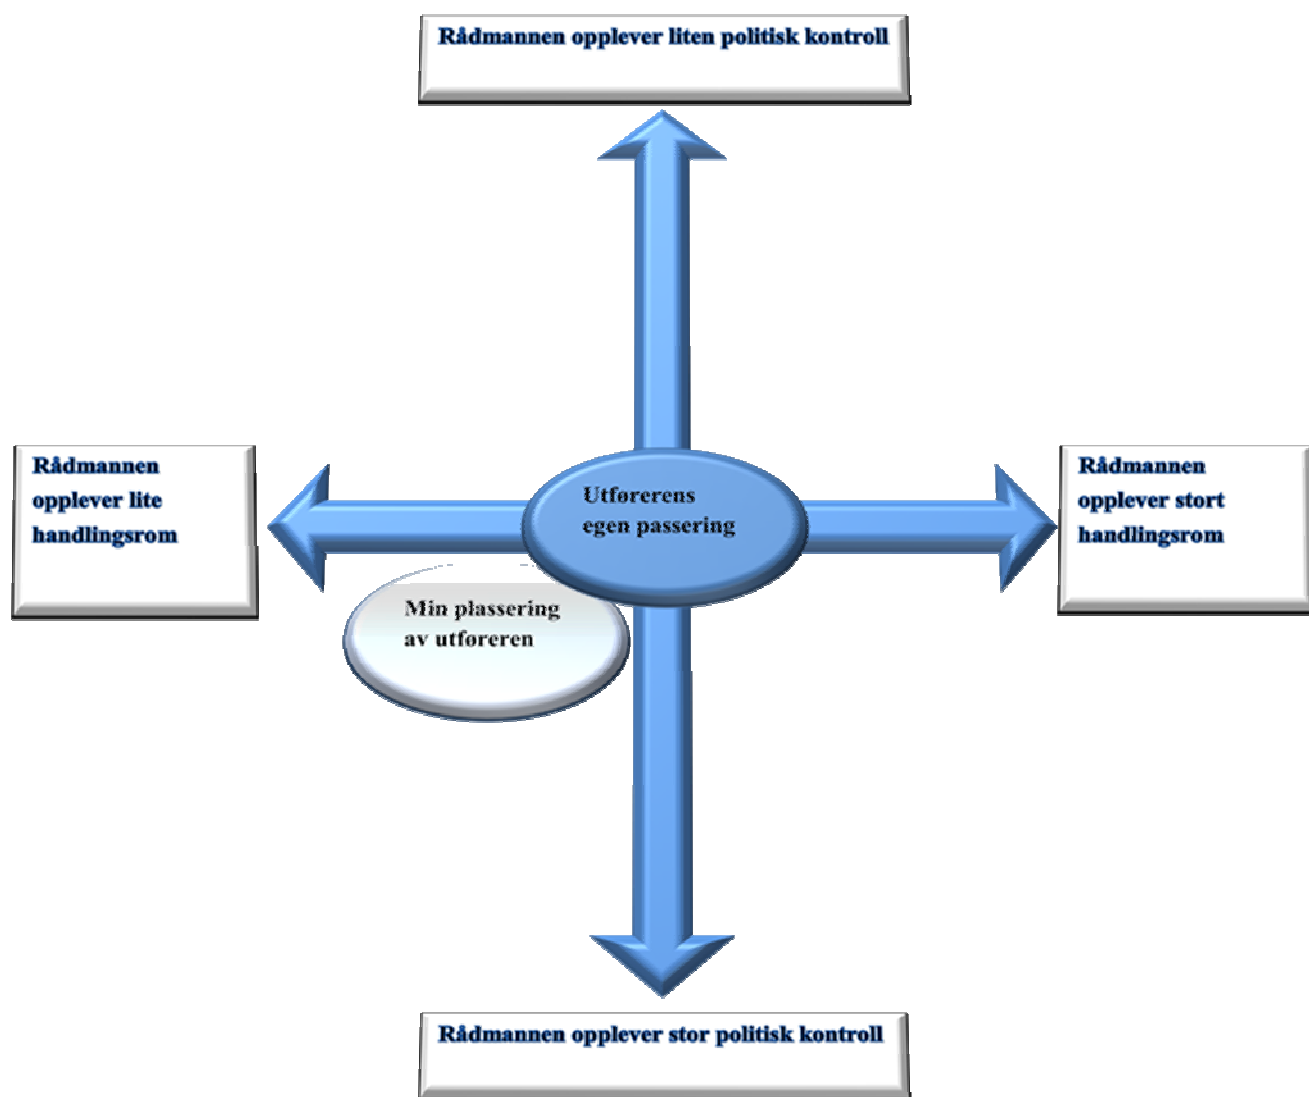 Rådmannen opplever liten politisk kontroll
Rådmannen
opplever lite
handlingsrom
Utførerens
egen passering
Rådmannen
opplever stort
handlingsrom
Min plassering
av utføreren
Rådmannen opplever stor politisk kontroll